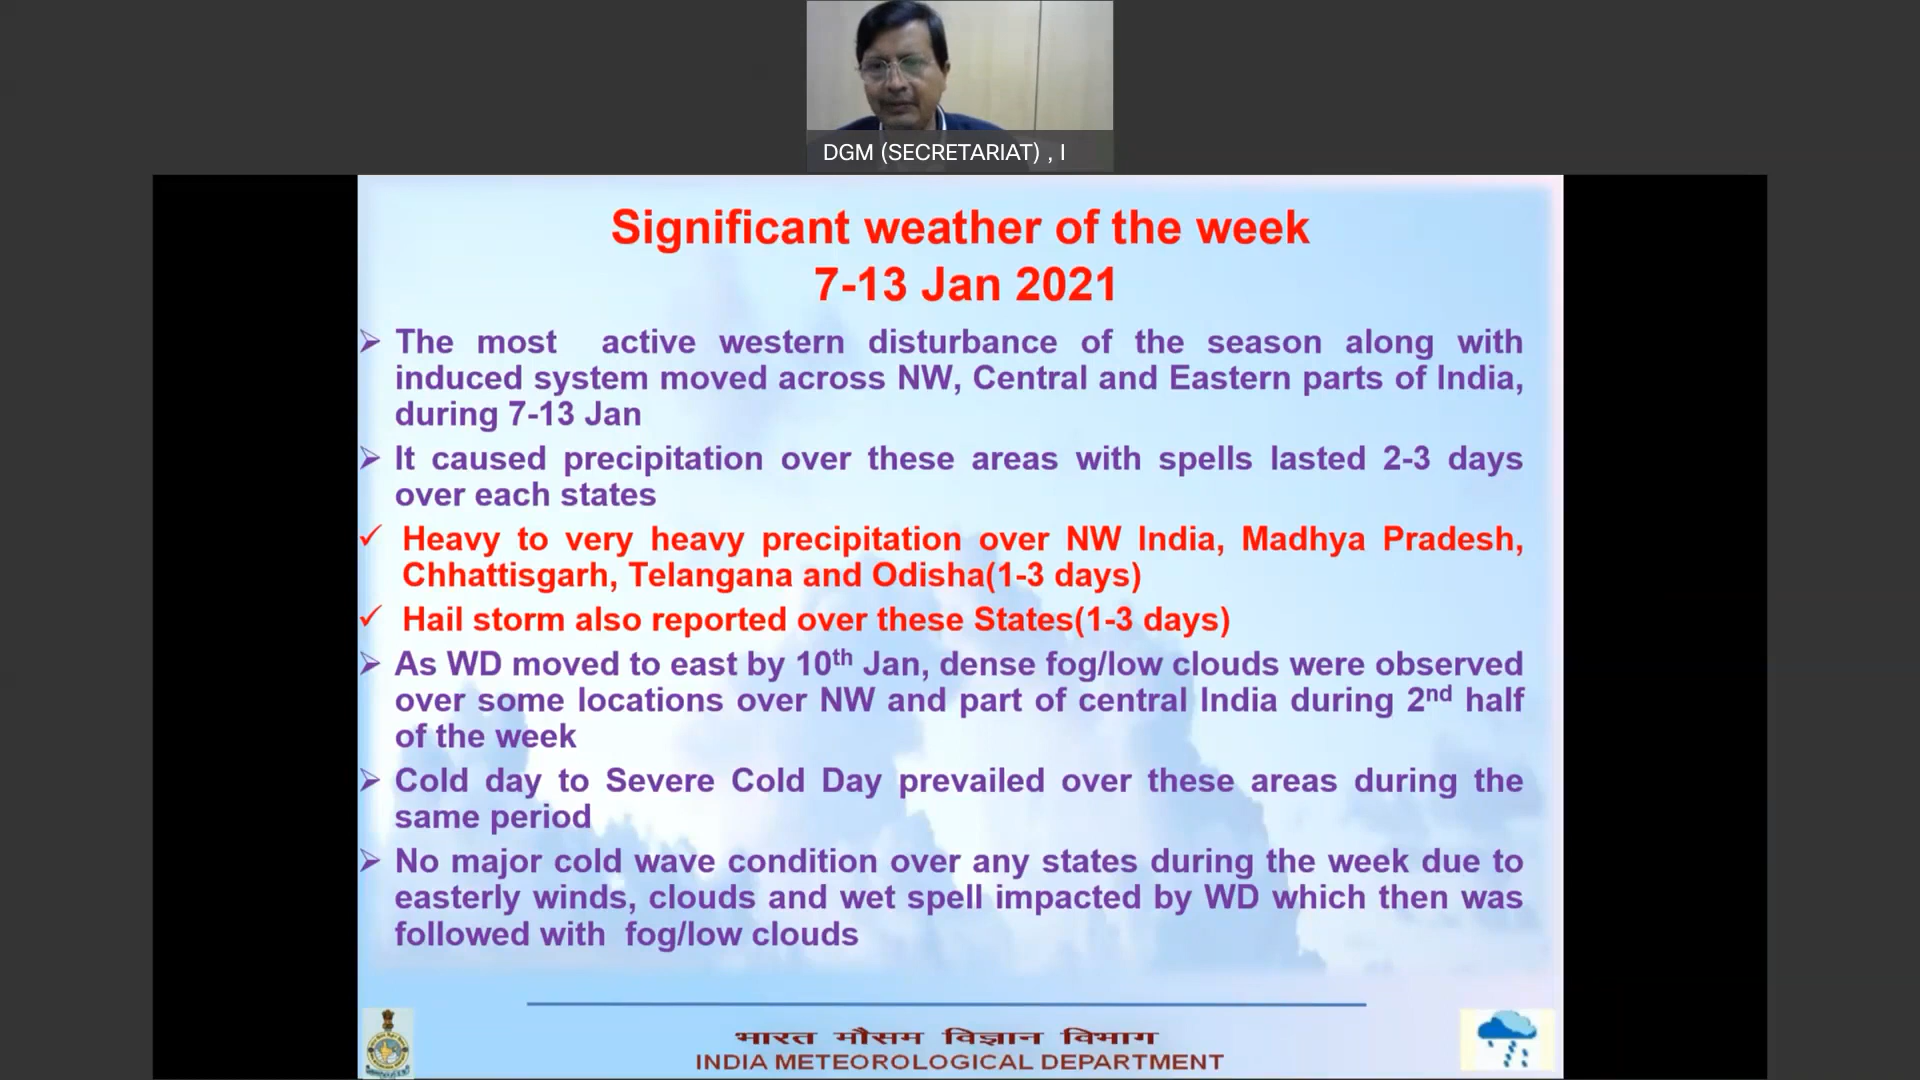 DGM (SECRETARIAT) , I
Significant weather of the week
7-13 Jan 2021
The most active western disturbance of the season along with
induced system moved across NW, Central and Eastern parts of India,
during 7-13 Jan
It caused precipitation over these areas with spells lasted 2-3 days
over each states
Heavy to very heavy precipitation over NW India, Madhya Pradesh,
Chhattisgarh, Telangana and Odisha(1-3 days)
Hail storm also reported over these States(1-3 days)
As WD moved to east by 10th Jan, dense fog/low clouds were observed
over some locations over NW and part of central India during 2nd half
of the week
Cold day to Severe Cold Day prevailed over these areas during the
same period
No major cold wave condition over any states during the week due to
easterly winds, clouds and wet spell impacted by WD which then was
followed with fog/low clouds
भारत मौसम विज्ञान विभाग
INDIA METEOROLOGICAL DEPARTMENT